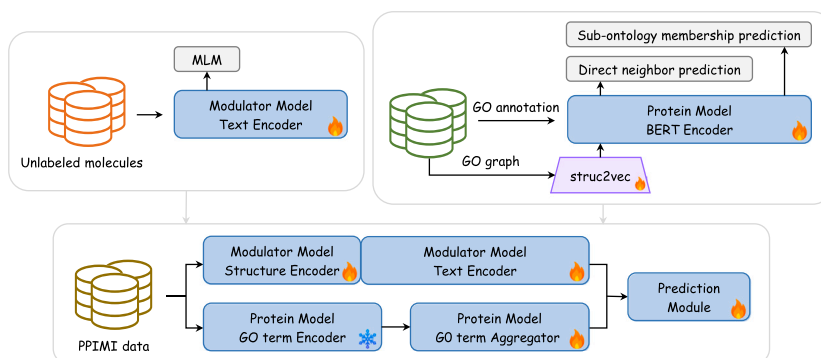 MLM
Modulator Model
Text Encoder
Unlabeled molecules
Sub-ontology membership prediction
Direct neighbor prediction
GO annotation
Protein Model
BERT Encoder
GO graph
struc2vec
Modulator Model
Structure Encoder
Modulator Model
Text Encoder
Prediction
Module
Protein Model
GO term Encoder
Protein Model
G0 term Aggregator
PPIMI data